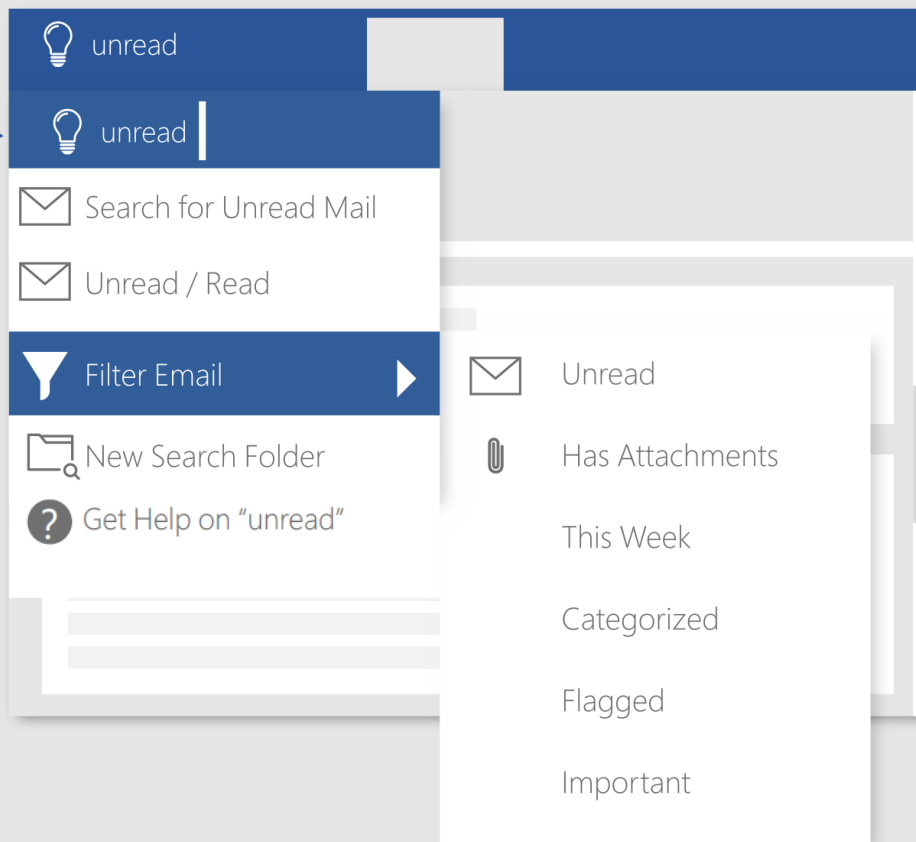 unread
unread
Search for Unread Mail
Unread / Read
Filter Email
New Search Folder
Get Help on “unread”
Unread
Has Attachments
This Week
Categorized
Flagged
Important